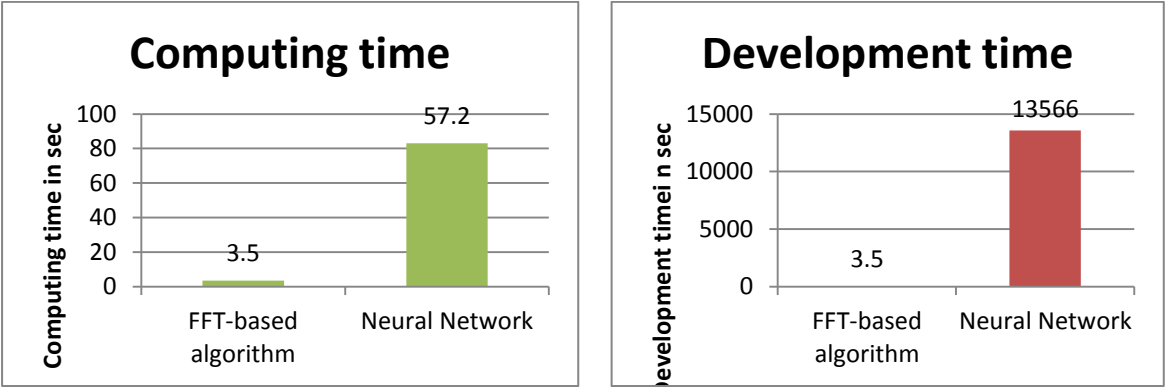 Computing time
Computing time in sec
100
80
60
40
20
0
3.5
57.2
FFT-based
algorithm
Neural Network
Development time
Development timei n sec
15000
10000
5000
0
3.5
13566
FFT-based
algorithm
Neural Network